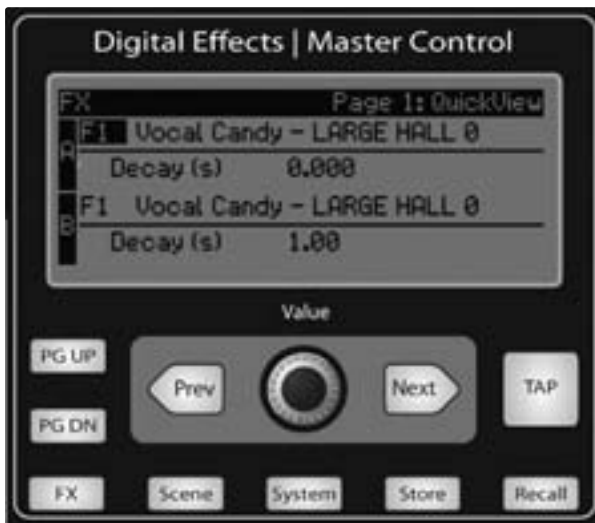 Digital Effects | Master Control
FX Page 1: QuickView
A F1 Vocal Candy - LARGE HALL 0
Decay (s) 0.000
B F1 Vocal Candy - LARGE HALL 0
Decay (s) 1.00
Value
PG UP
Prev
Next
TAP
PG DN
FX Scene System Store Recall